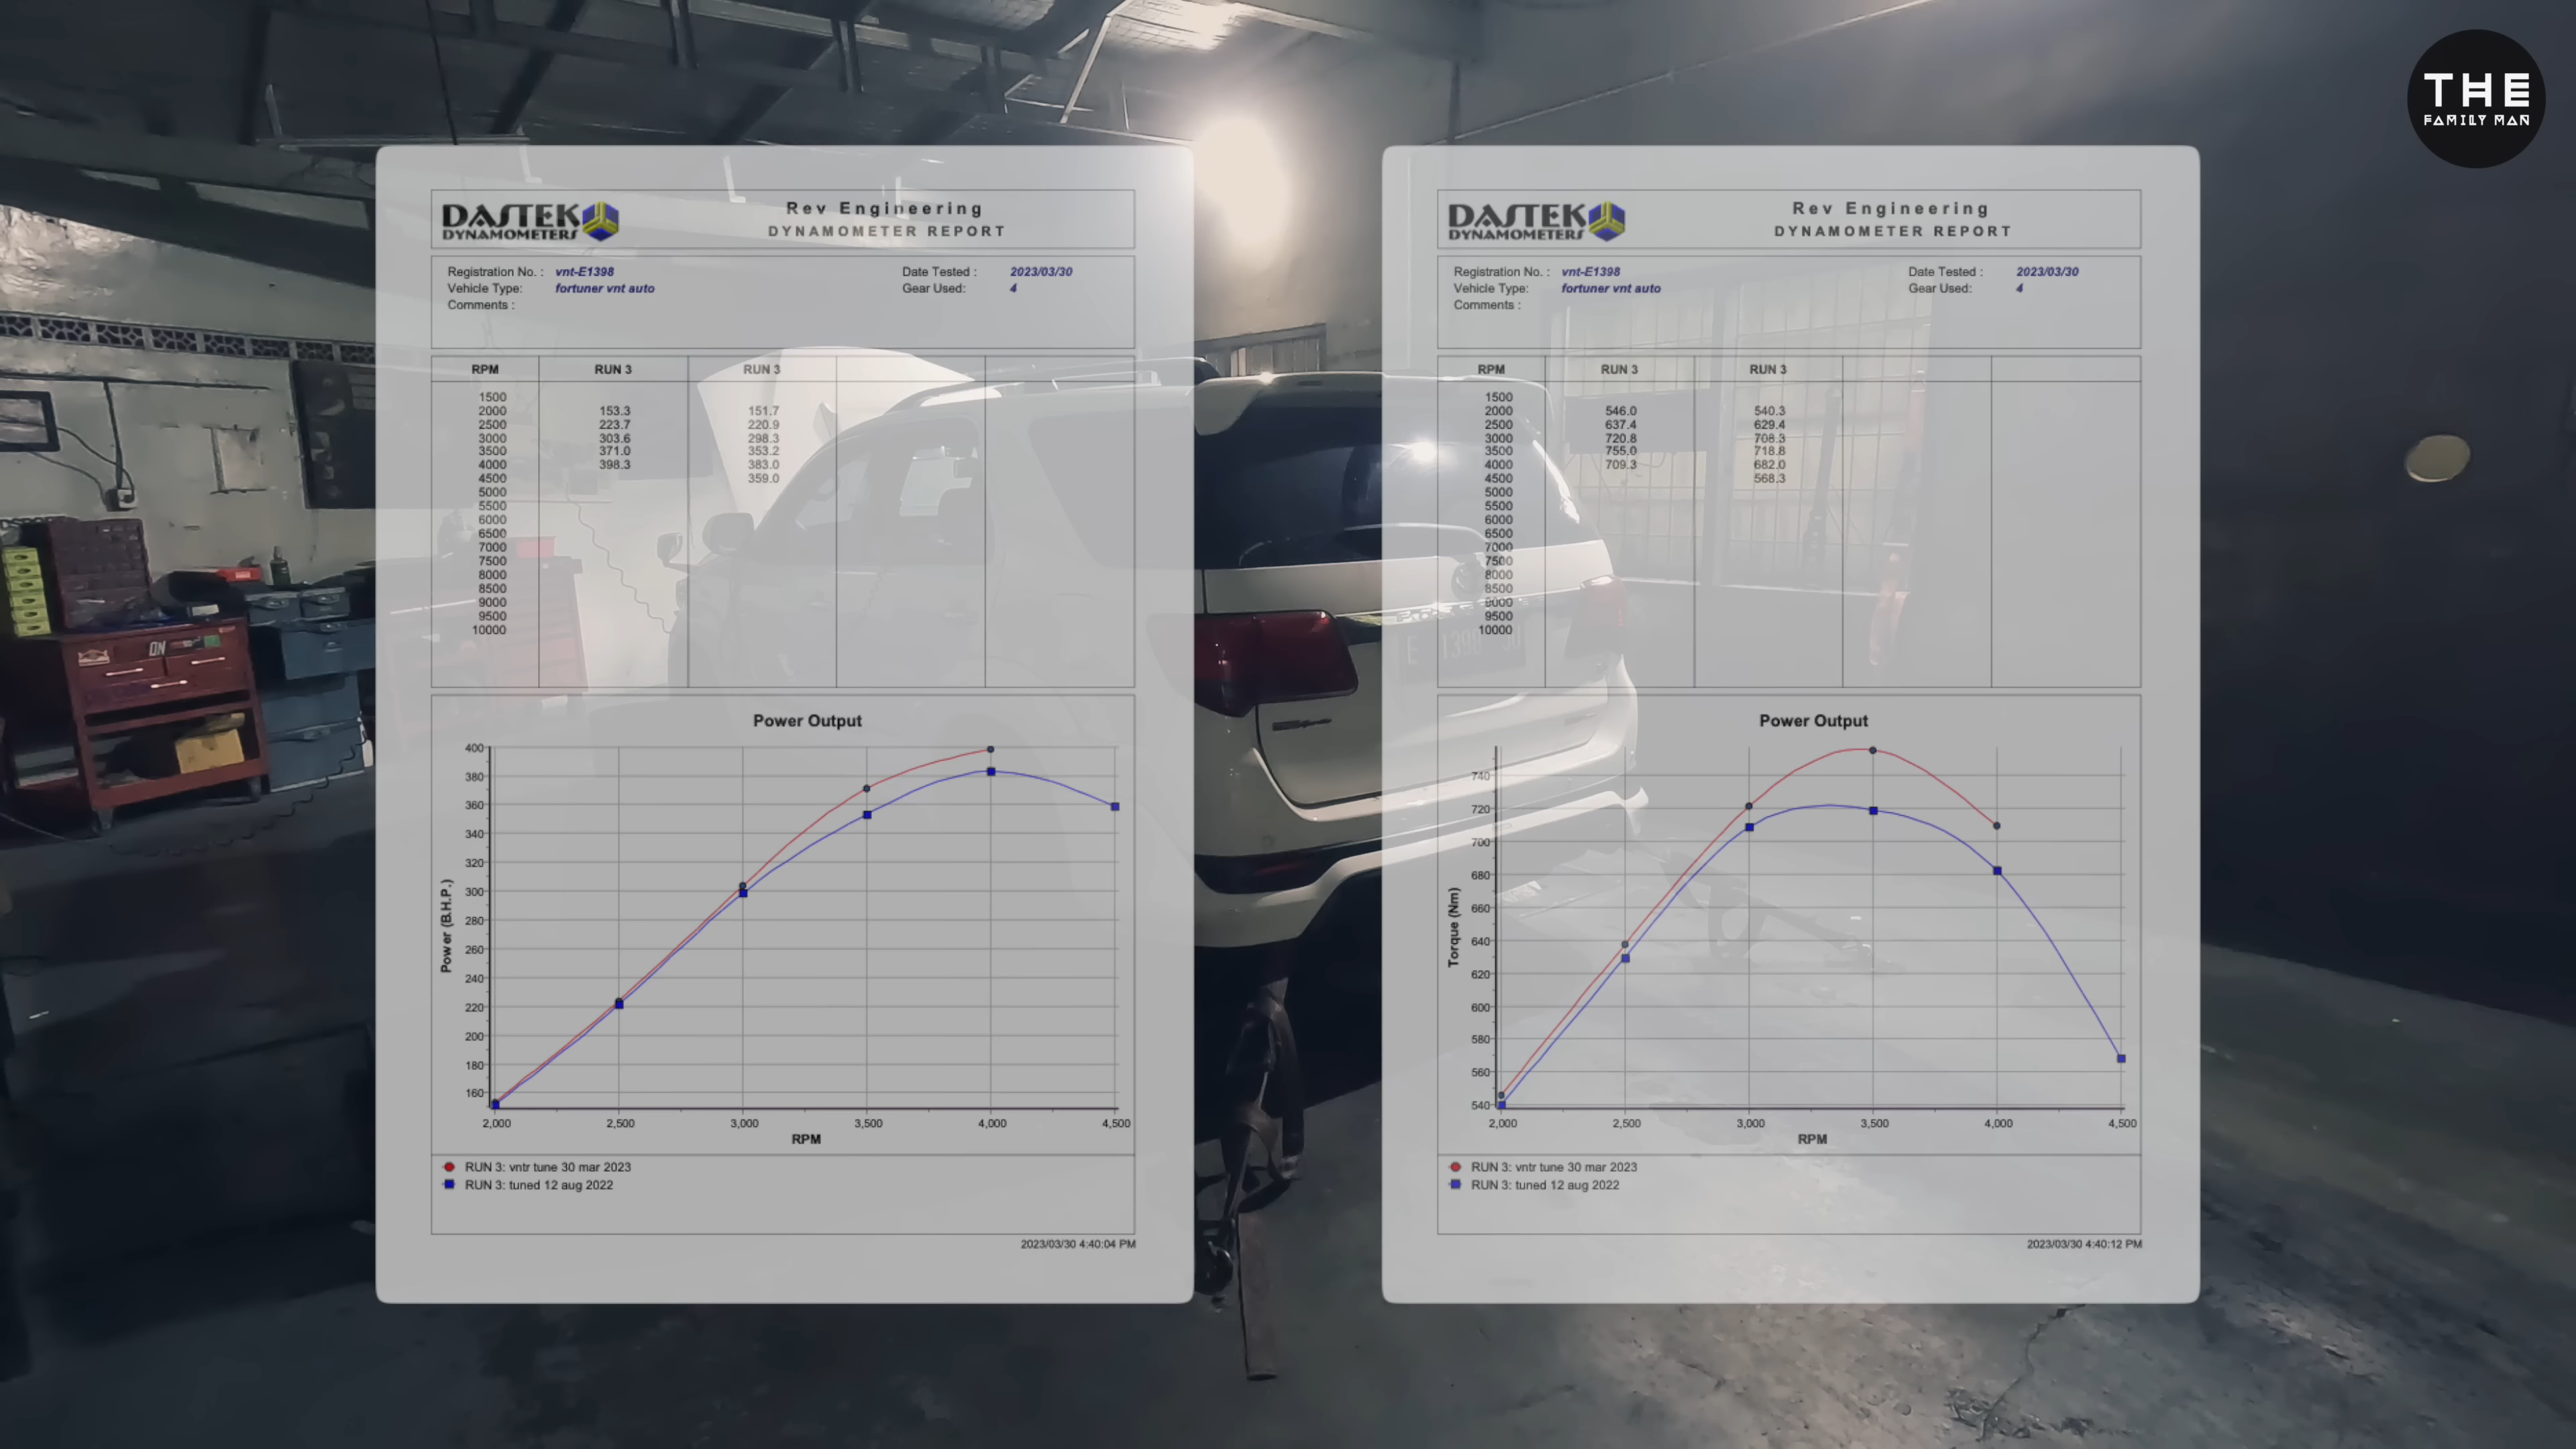 THE
FAMILY MAN
DASTEK
DYNAMOMETERS
Rev Engineering
DYNAMOMETER REPORT
Registration No. : vnt-E1398
Date Tested : 2023/03/30
Vehicle Type: fortuner vnt auto
Gear Used: 4
Comments :
RPM RUN 3 RUN 3
1500
2000 153.3 151.7
2500 223.7 220.9
3000 303.6 298.3
3500 371.0 353.2
4000 398.3 383.0
4500 359.0
5000
5500
6000
6500
7000
7500
8000
8500
9000
9500
10000
Power Output
400
380
360
340
320
300
280
260
240
220
200
180
160
Power (B.H.P.)
2,000 2,500 3,000 3,500 4,000 4,500
RPM
RUN 3: vntr tune 30 mar 2023
RUN 3: tuned 12 aug 2022
2023/03/30 4:40:04 PM
DASTEK
DYNAMOMETERS
Rev Engineering
DYNAMOMETER REPORT
Registration No. : vnt-E1398
Date Tested : 2023/03/30
Vehicle Type: fortuner vnt auto
Gear Used: 4
Comments :
RPM RUN 3 RUN 3
1500
2000 546.0 540.3
2500 637.4 629.4
3000 720.8 708.3
3500 755.0 718.8
4000 709.3 682.0
4500 568.3
5000
5500
6000
6500
7000
7500
8000
8500
9000
9500
10000
Power Output
740
720
700
680
660
640
620
600
580
560
540
Torque (Nm)
2,000 2,500 3,000 3,500 4,000 4,500
RPM
RUN 3: vntr tune 30 mar 2023
RUN 3: tuned 12 aug 2022
2023/03/30 4:40:12 PM